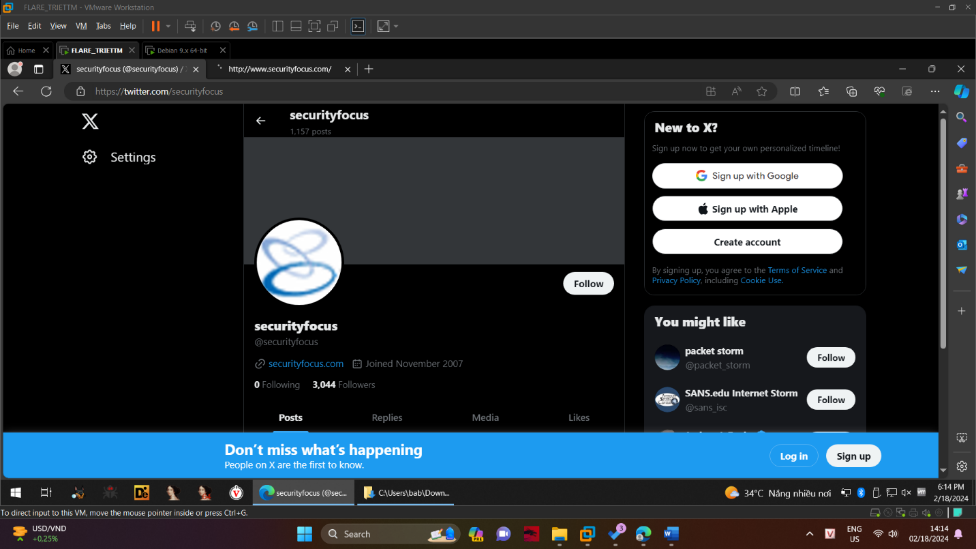 FLARE_TRIETTM - VMware Workstation
File Edit View VM Tabs Help
Home FLARE_TRIETTM Debian 9.x 64-bit
securityfocus (@securityfocus) / http://www.securityfocus.com/
https://twitter.com/securityfocus
Settings
securityfocus
1,157 posts
Follow
securityfocus
@securityfocus
securityfocus.com Joined November 2007
0 Following 3,044 Followers
Posts Replies Media Likes
New to X?
Sign up now to get your own personalized timeline!
Sign up with Google
Sign up with Apple
Create account
By signing up, you agree to the Terms of Service and
Privacy Policy, including Cookie Use.
You might like
packet storm
@packet_storm
Follow
SANS.edu Internet Storm
@sans_isc
Follow
Don’t miss what’s happening
People on X are the first to know.
Log in Sign up
securityfocus (@sec... C:\Users\bab\Down...
34°C Nắng nhiều nơi
6:14 PM
2/18/2024
To direct input to this VM, move the mouse pointer inside or press Ctrl+G.
USD/VND
+0.25%
Search
3
ENG
US
14:14
02/18/2024